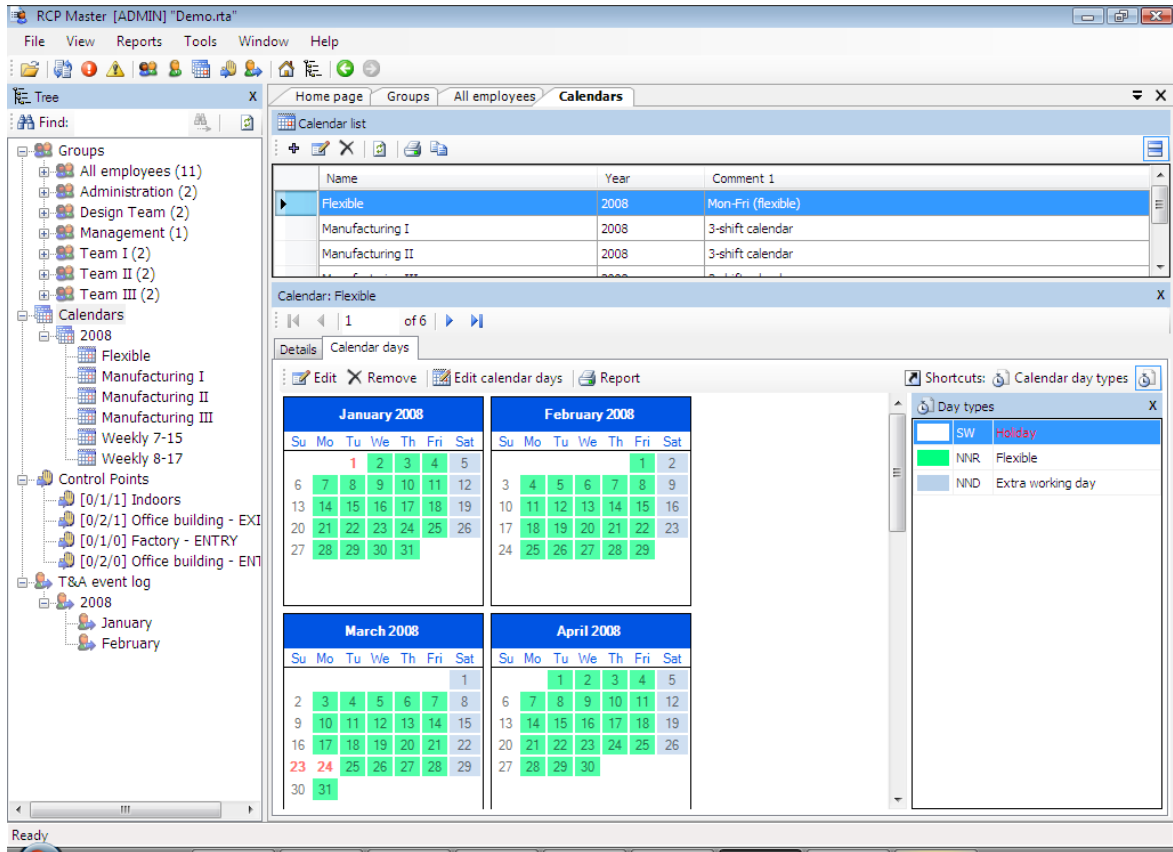 RCP Master [ADMIN] "Demo.rta"
File View Reports Tools Window Help
Tree X
Find:
Groups
All employees (11)
Administration (2)
Design Team (2)
Management (1)
Team I (2)
Team II (2)
Team III (2)
Calendars
2008
Flexible
Manufacturing I
Manufacturing II
Manufacturing III
Weekly 7-15
Weekly 8-17
Control Points
[0/1/1] Indoors
[0/2/1] Office building - EXI
[0/1/0] Factory - ENTRY
[0/2/0] Office building - ENT
T&A event log
2008
January
February
Home page Groups All employees Calendars X
Calendar list
Name Year Comment 1
Flexible 2008 Mon-Fri (flexible)
Manufacturing I 2008 3-shift calendar
Manufacturing II 2008 3-shift calendar
Calendar: Flexible X
1 of 6
Details Calendar days
Edit Remove Edit calendar days Report Shortcuts: Calendar day types
January 2008
Su Mo Tu We Th Fri Sat
1 2 3 4 5
6 7 8 9 10 11 12
13 14 15 16 17 18 19
20 21 22 23 24 25 26
27 28 29 30 31
February 2008
Su Mo Tu We Th Fri Sat
1 2
3 4 5 6 7 8 9
10 11 12 13 14 15 16
17 18 19 20 21 22 23
24 25 26 27 28 29
March 2008
Su Mo Tu We Th Fri Sat
1
2 3 4 5 6 7 8
9 10 11 12 13 14 15
16 17 18 19 20 21 22
23 24 25 26 27 28 29
30 31
April 2008
Su Mo Tu We Th Fri Sat
1 2 3 4 5
6 7 8 9 10 11 12
13 14 15 16 17 18 19
20 21 22 23 24 25 26
27 28 29 30
Day types X
SW Holiday
NNR Flexible
NND Extra working day
Ready